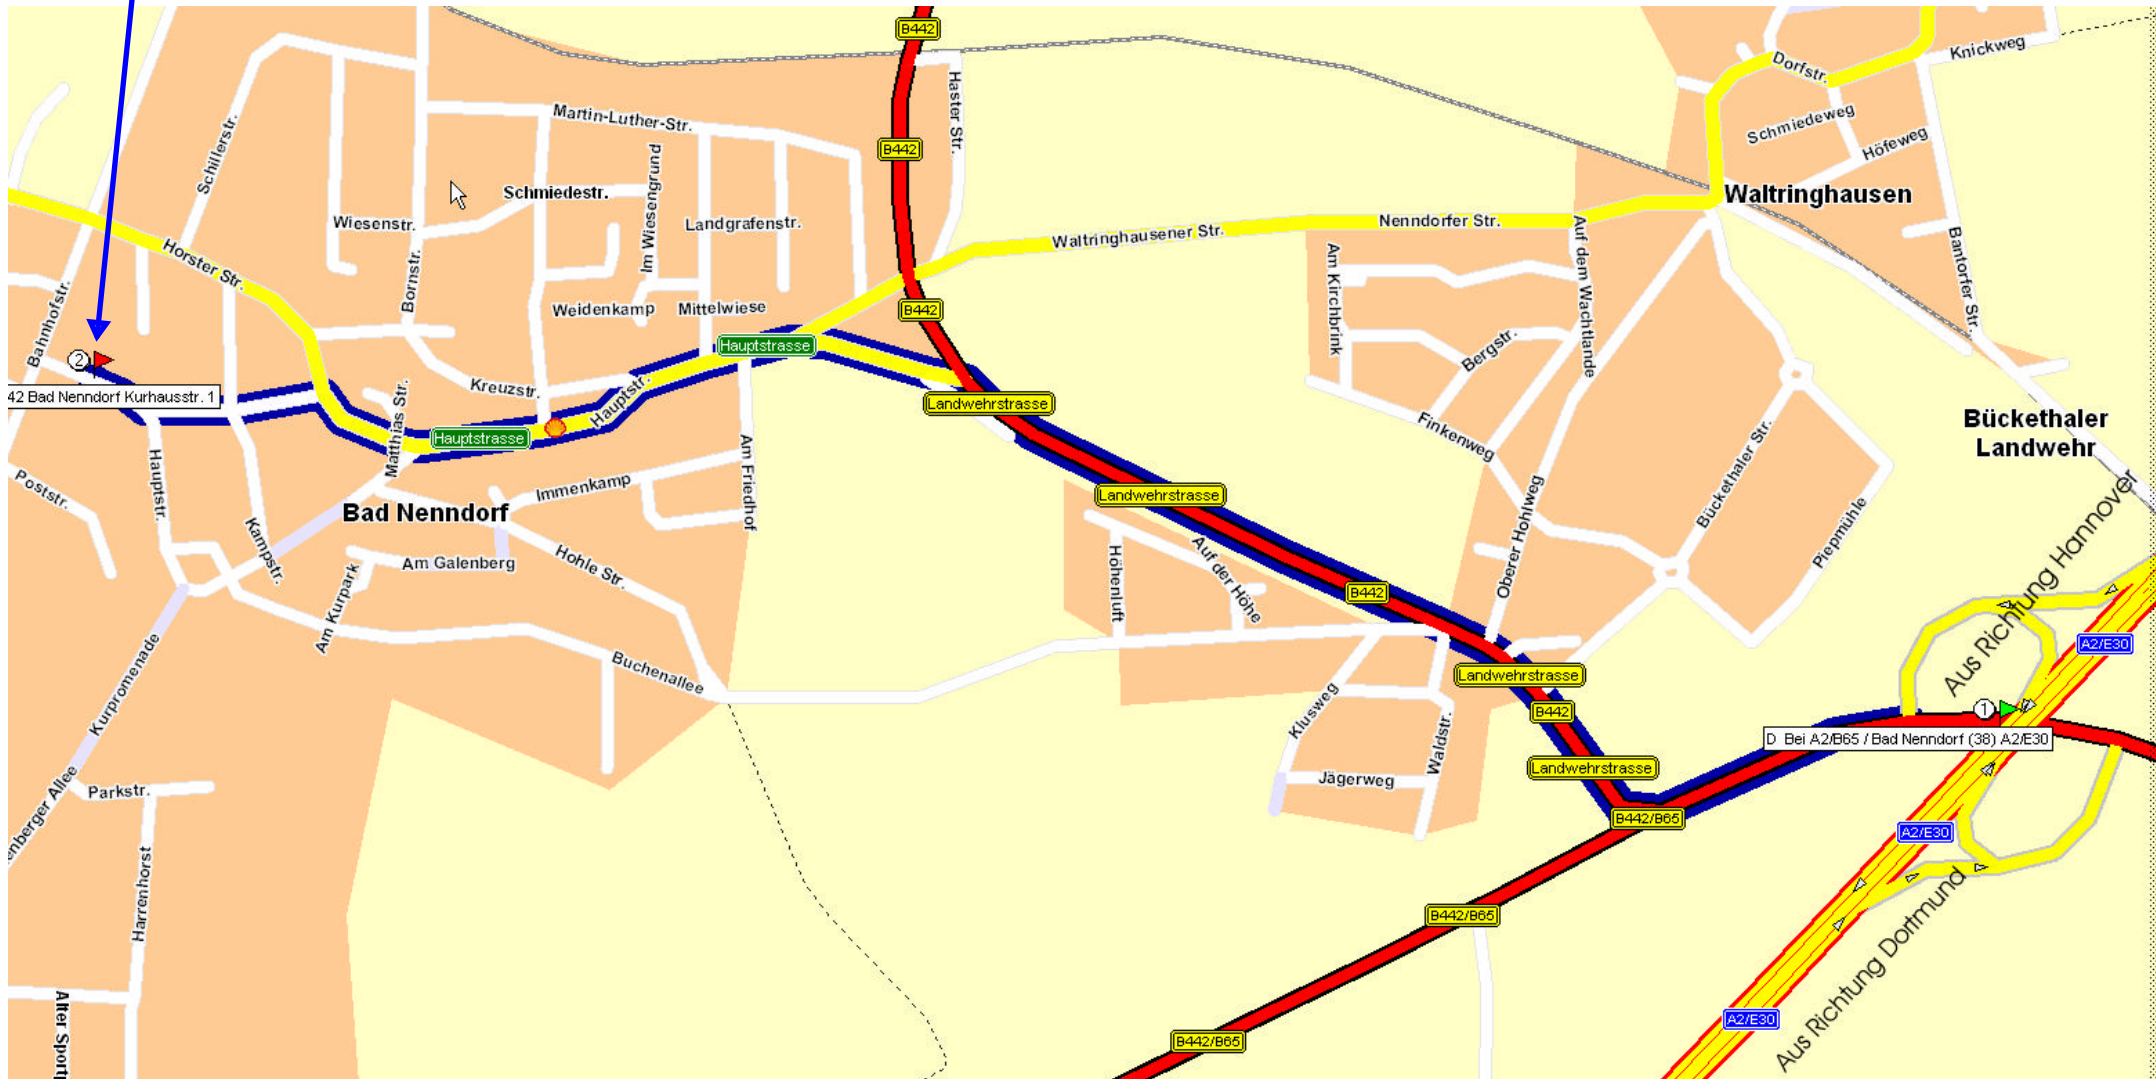 B442
Knickweg
Dorfstr.
Haster Str.
Martin-Luther-Str.
Schmiedeweg
Schillerstr.
B442
Höfeweg
Im Wiesengrund
Schmiedestr.
Waltringhausen
Wiesenstr.
Landgrafenstr.
Nenndorfer Str.
Auf dem Wachtlande
Waltringhausener Str.
Horster Str.
Bornstr.
Am Kirchbrink
Bantorfer Str.
Bahnhofstr.
Weidenkamp
Mittelwiese
B442
Hauptstrasse
Bergstr.
2
42 Bad Nenndorf Kurhausstr. 1
Kreuzstr.
Hauptstr.
Landwehrstrasse
Matthias Str.
Hauptstrasse
Finkenweg
Bückethaler Str.
Bückethaler
Landwehr
Hauptstr.
Am Friedhof
Poststr.
Immenkamp
Landwehrstrasse
Bad Nenndorf
Kampstr.
Oberer Hohlweg
Piepmühle
Aus Richtung Hannover
Am Galenberg
Hohle Str.
Höhenluft
Auf der Höhe
B442
Am Kurpark
A2/E30
Kurpromenade
Buchenallee
Landwehrstrasse
Klusweg
B442
1
Waldstr.
D Bei A2/B65 / Bad Nenndorf (38) A2/E30
Landwehrstrasse
Jägerweg
enberger Allee
Parkstr.
B442/B65
A2/E30
Harrenhorst
B442/B65
Aus Richtung Dortmund
Alter Sportp
A2/E30
B442/B65